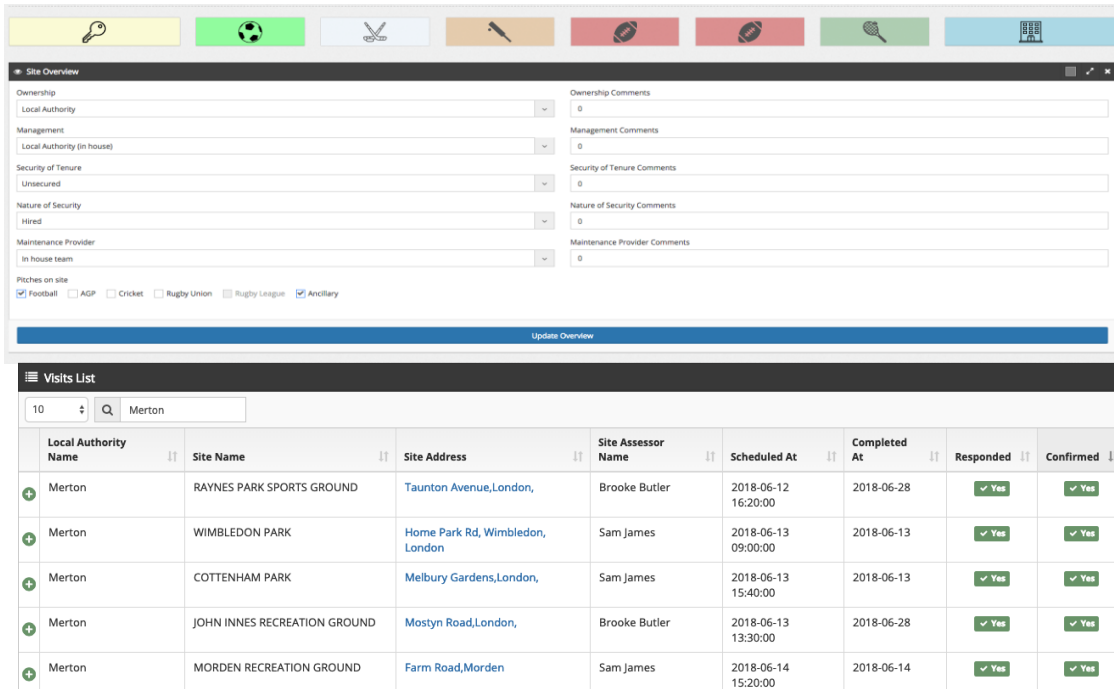 Site Overview
Ownership
Ownership Comments
Local Authority
0
Management
Management Comments
Local Authority (in house)
0
Security of Tenure
Security of Tenure Comments
Unsecured
0
Nature of Security
Nature of Security Comments
Hired
0
Maintenance Provider
Maintenance Provider Comments
In house team
0
Pitches on site
Football AGP Cricket Rugby Union Rugby League Ancillary
Update Overview
Visits List
10 Merton
Local Authority Name Site Name Site Address Site Assessor Name Scheduled At Completed At Responded Confirmed
Merton RAYNES PARK SPORTS GROUND Taunton Avenue,London, Brooke Butler 2018-06-12 16:20:00 2018-06-28 Yes Yes
Merton WIMBLEDON PARK Home Park Rd, Wimbledon, London Sam James 2018-06-13 09:00:00 2018-06-13 Yes Yes
Merton COTTENHAM PARK Melbury Gardens,London, Sam James 2018-06-13 15:40:00 2018-06-13 Yes Yes
Merton JOHN INNES RECREATION GROUND Mostyn Road,London, Brooke Butler 2018-06-13 13:30:00 2018-06-28 Yes Yes
Merton MORDEN RECREATION GROUND Farm Road,Morden Sam James 2018-06-14 15:20:00 2018-06-14 Yes Yes